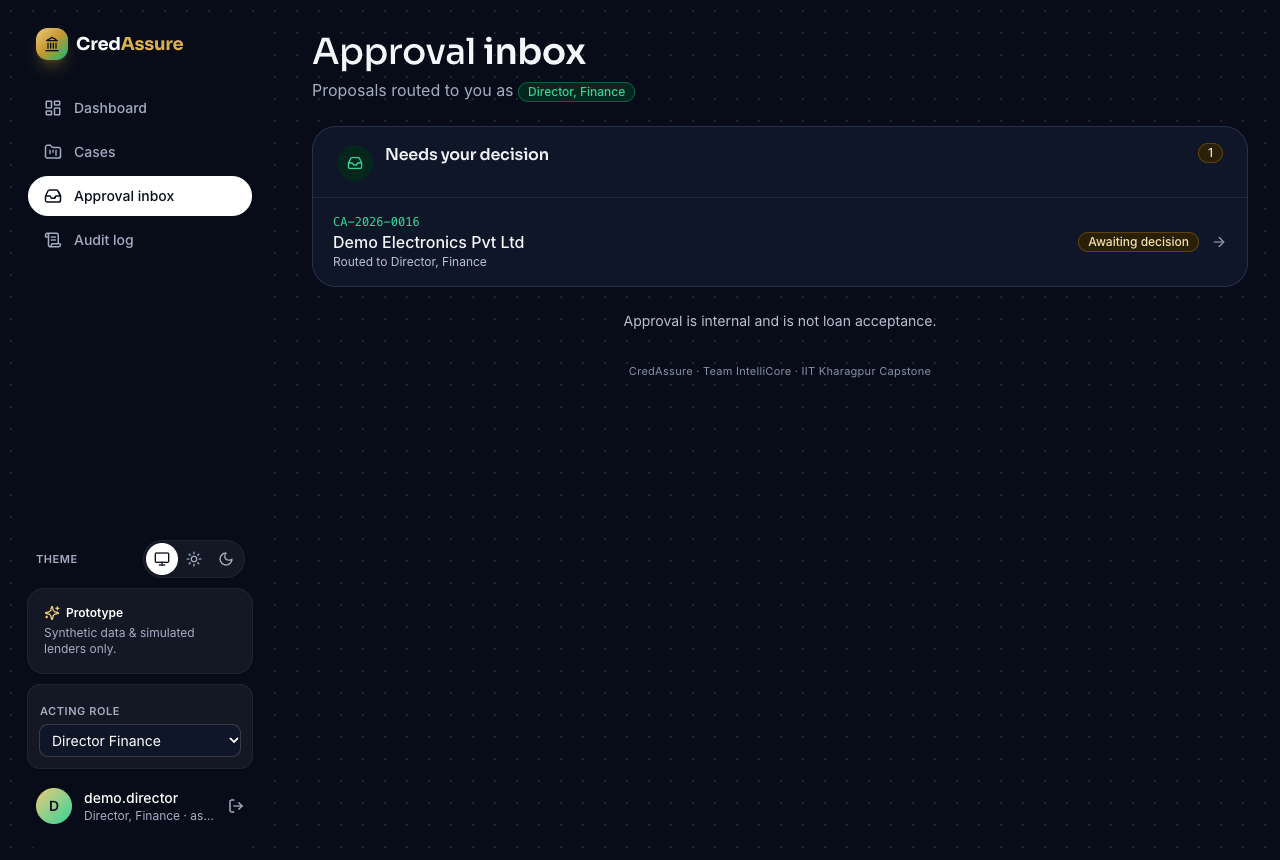 CredAssure
Dashboard
Cases
Approval inbox
Audit log
THEME
Prototype
Synthetic data & simulated
lenders only.
ACTING ROLE
Director Finance
D
demo.director
Director, Finance · as...
Approval inbox
Proposals routed to you as Director, Finance
Needs your decision
1
CA-2026-0016
Demo Electronics Pvt Ltd
Routed to Director, Finance
Awaiting decision
Approval is internal and is not loan acceptance.
CredAssure · Team IntelliCore · IIT Kharagpur Capstone